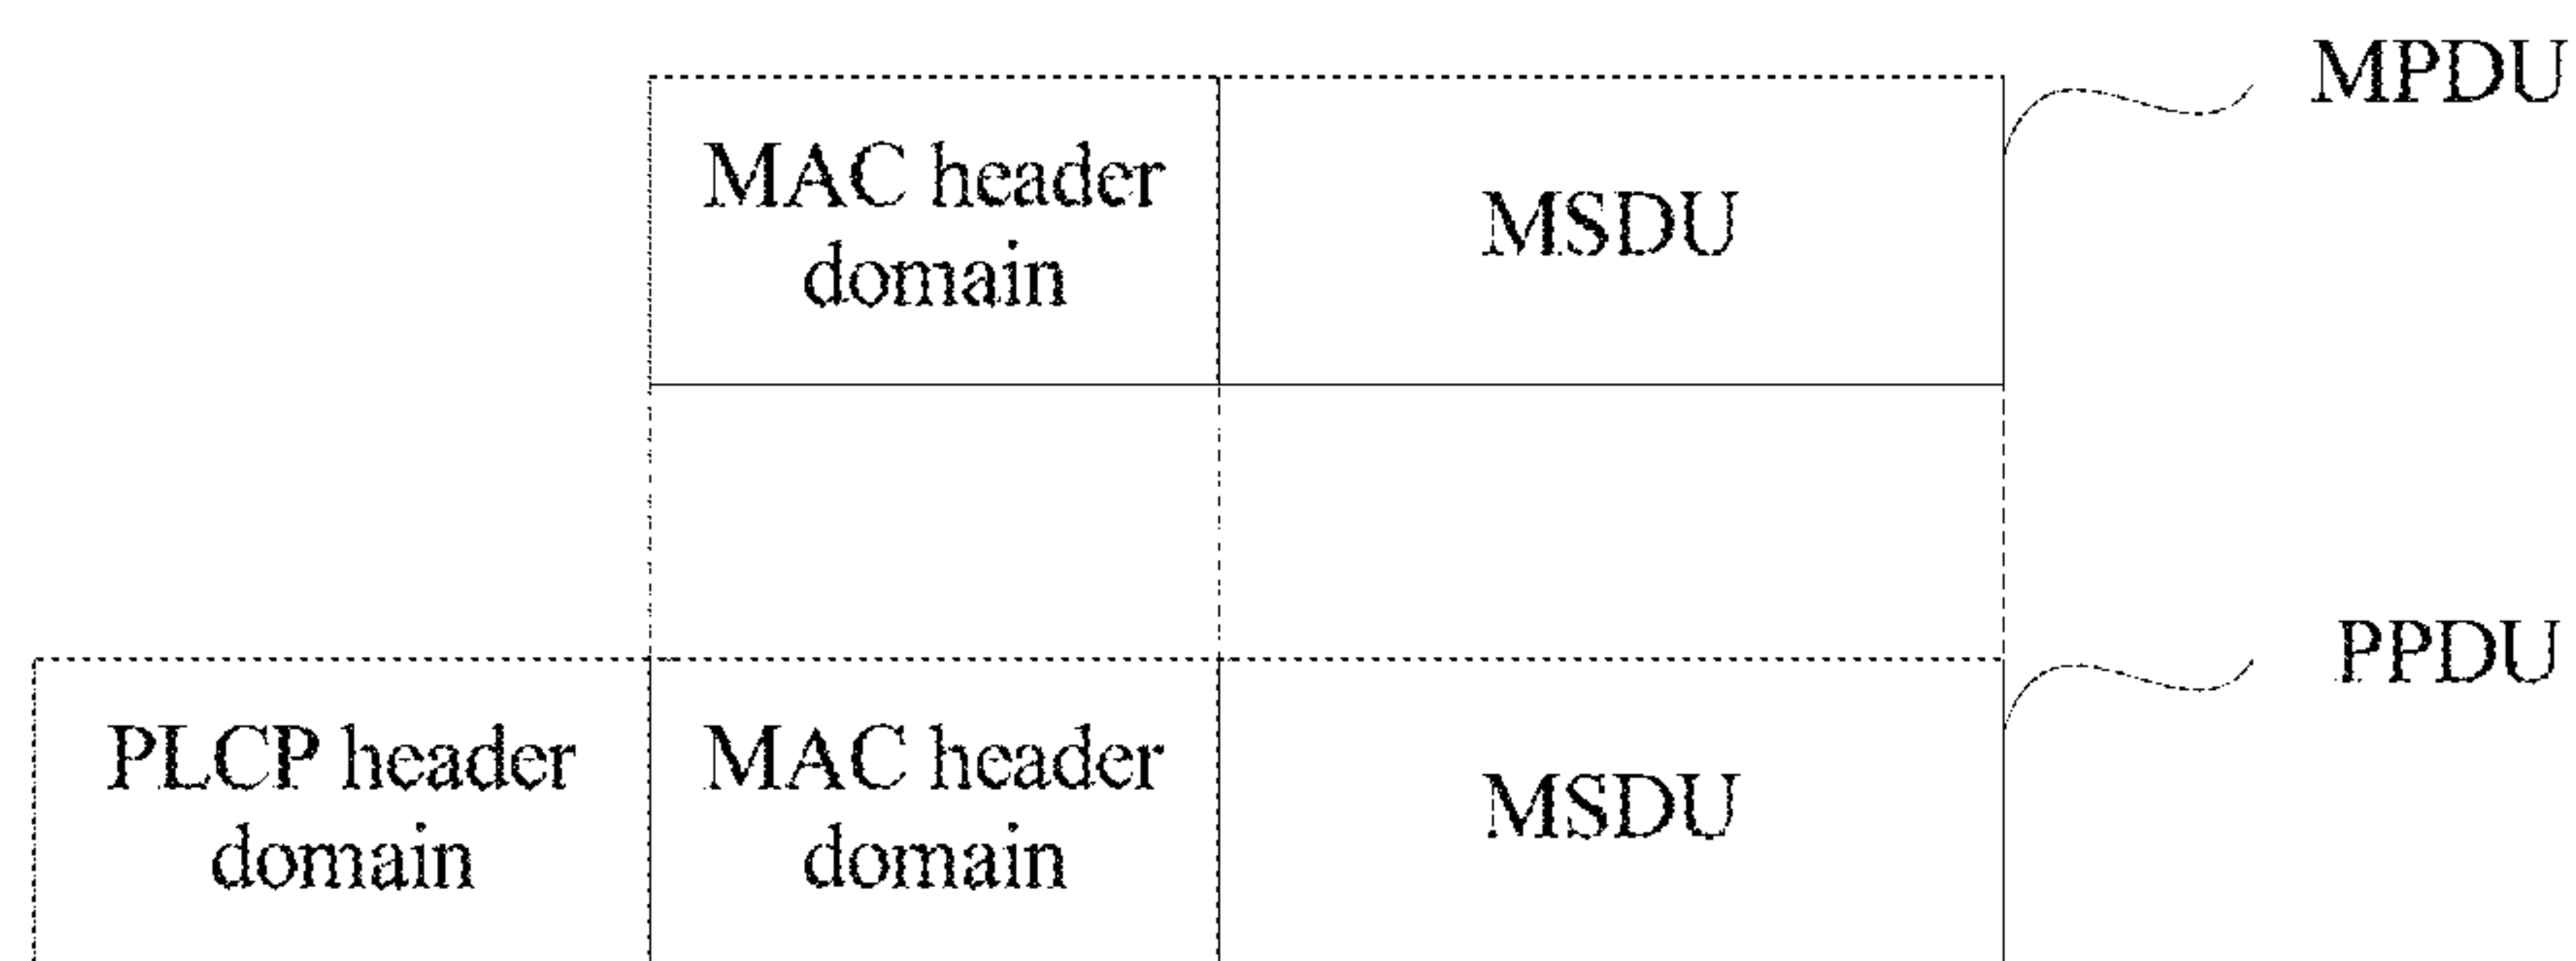 MPDU
MAC header
domain
MSDU
PPDU
PLCP header
domain
MAC header
domain
MSDU